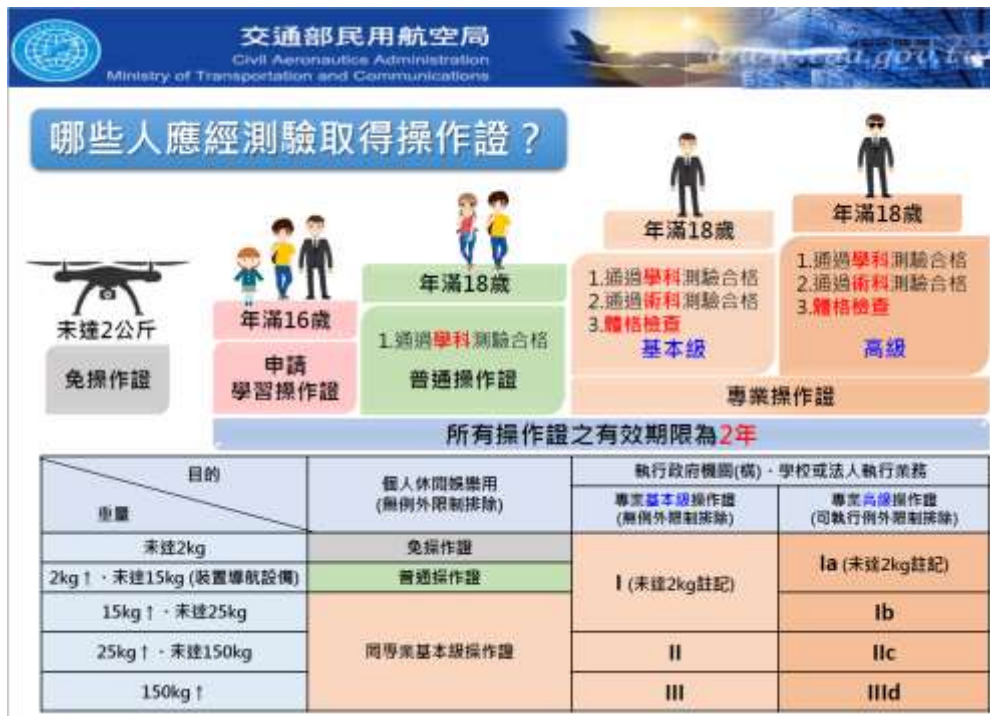 交通部民用航空局
Civil Aeronautics Administration
Ministry of Transportation and Communications
www.caa.gov.tw
哪些人應經測驗取得操作證？
未達2公斤
免操作證
年滿16歲
申請
學習操作證
年滿18歲
1.通過學科測驗合格
普通操作證
年滿18歲
1.通過學科測驗合格
2.通過術科測驗合格
3.體格檢查
基本級
年滿18歲
1.通過學科測驗合格
2.通過術科測驗合格
3.體格檢查
高級
專業操作證
所有操作證之有效期限為2年
目的
重量
個人休閒娛樂用
(無例外限制排除)
執行政府機關(構)、學校或法人執行業務
專業基本級操作證
(無例外限制排除)
專業高級操作證
(可執行例外限制排除)
未達2kg
免操作證
I (未達2kg註記)
Ia (未達2kg註記)
2kg↑、未達15kg (裝置導航設備)
普通操作證
15kg↑、未達25kg
同專業基本級操作證
Ib
25kg↑、未達150kg
II
IIc
150kg↑
III
IIId